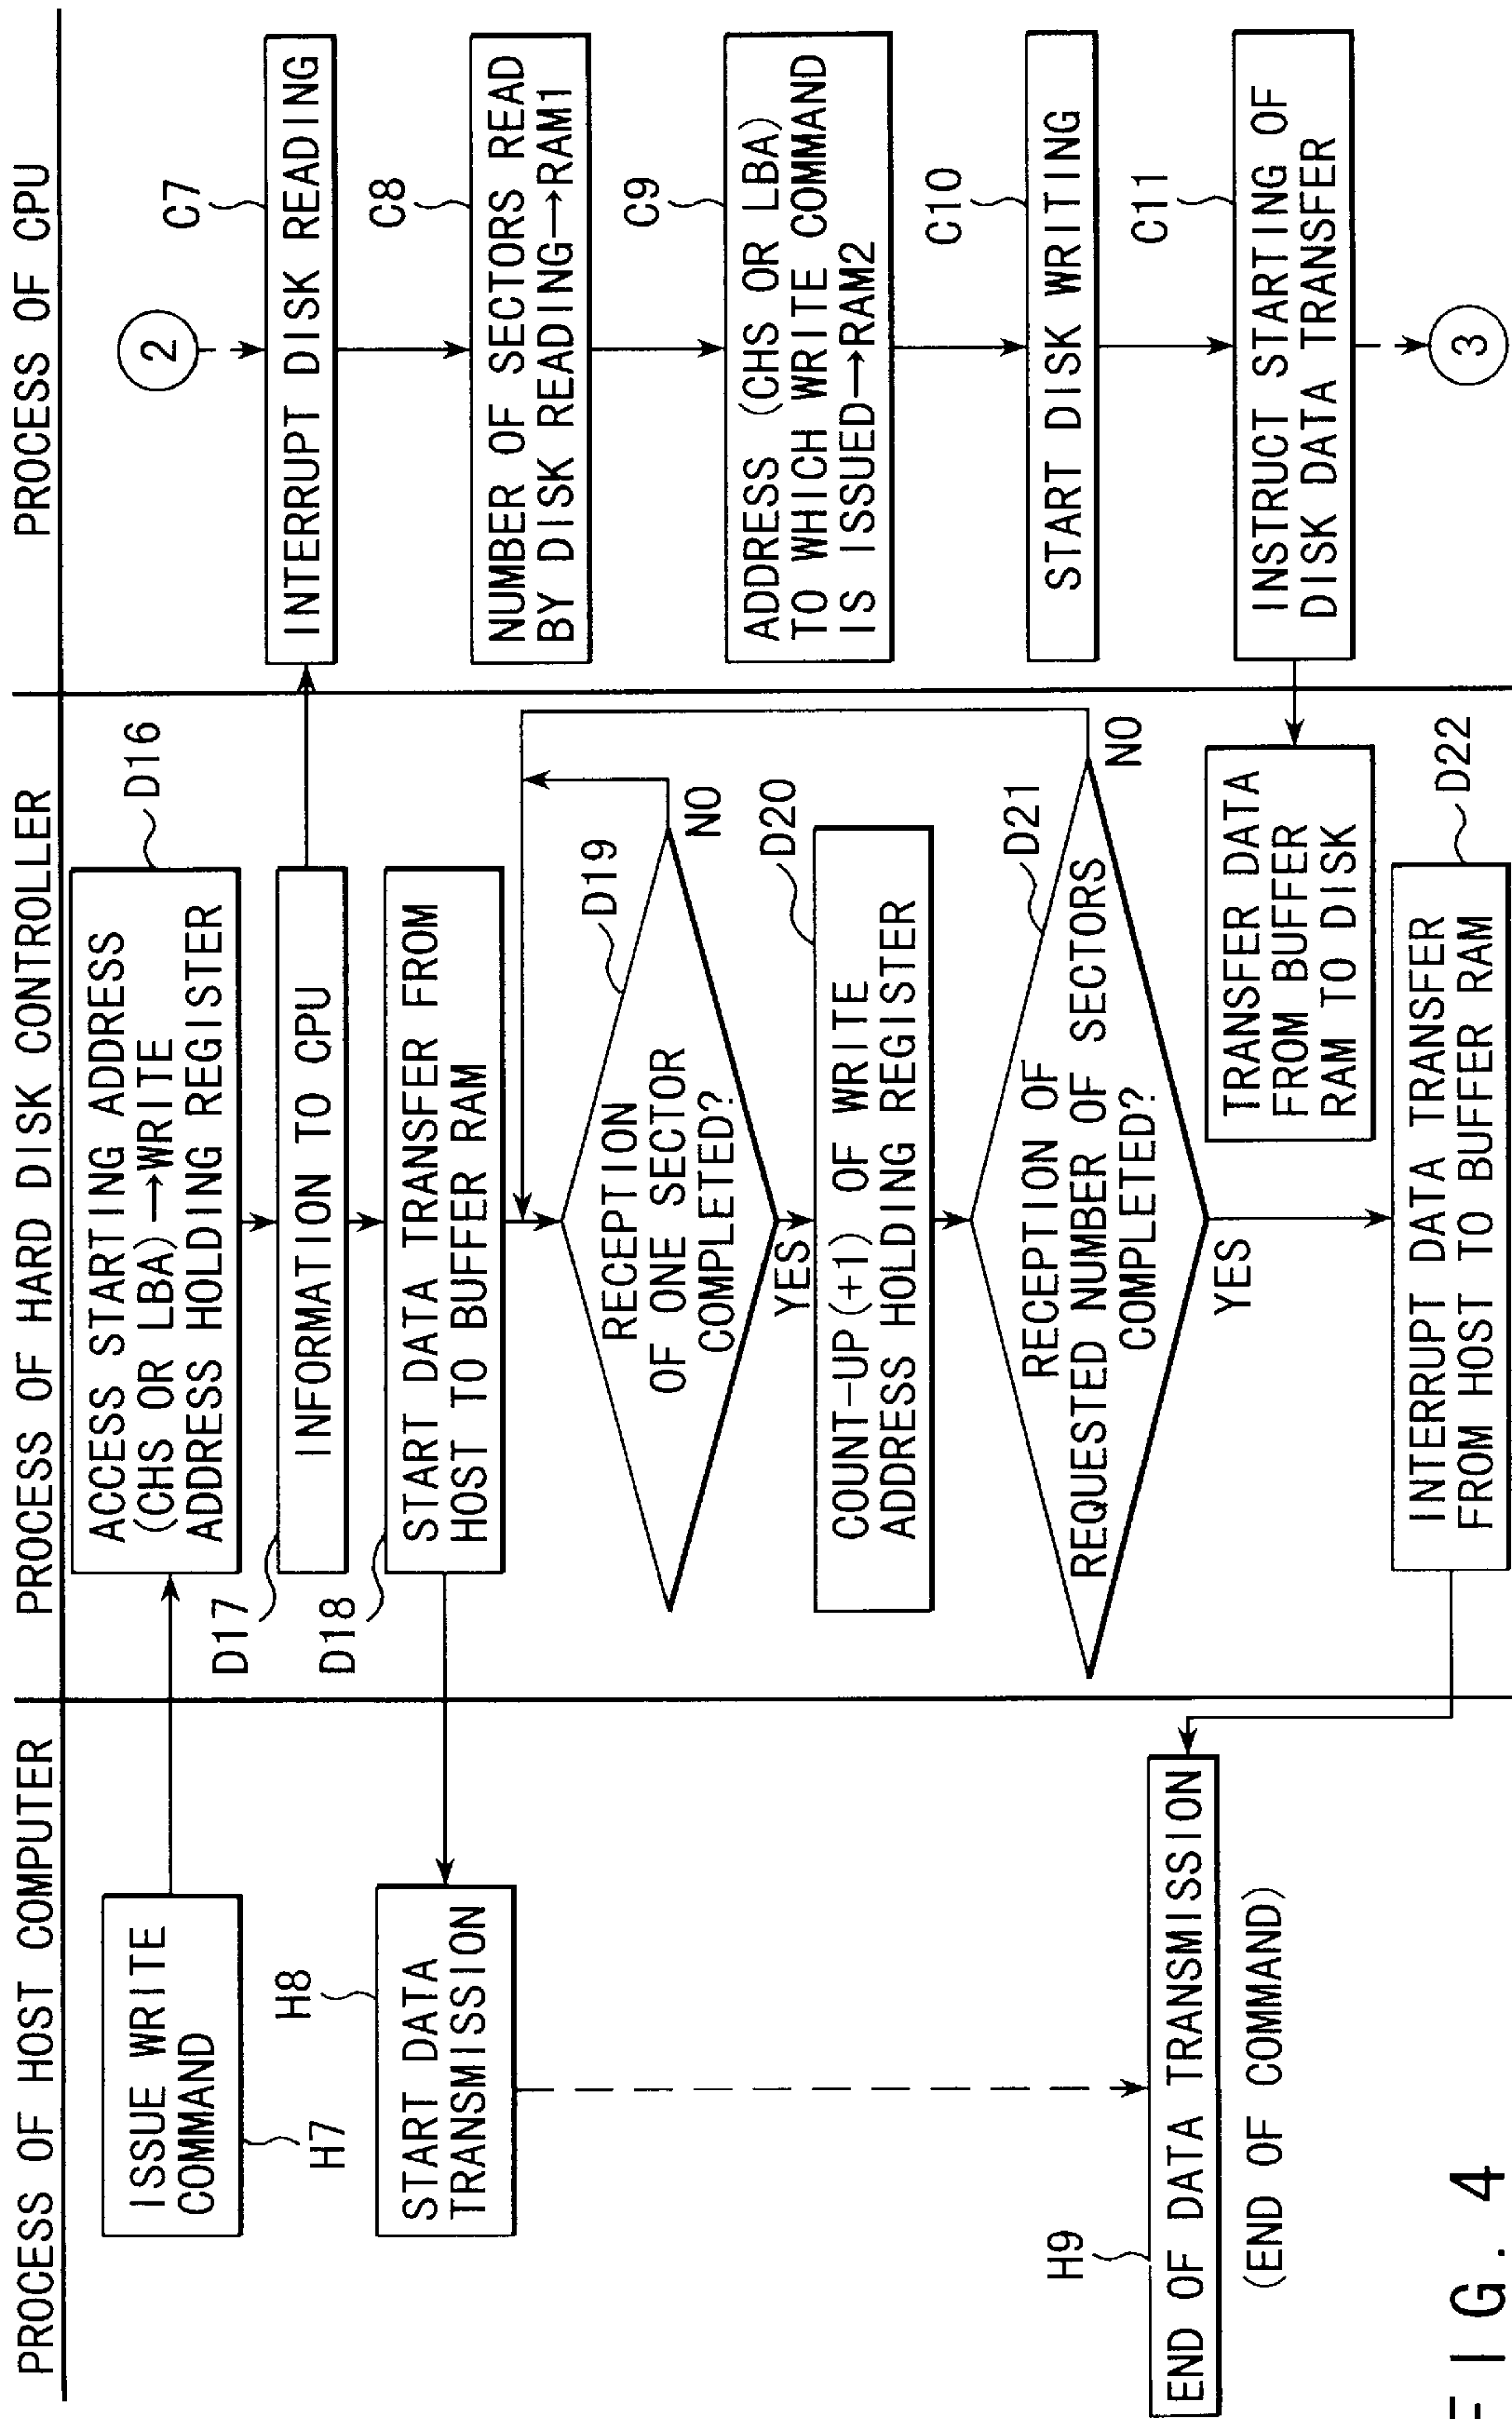 PROCESS OF HOST COMPUTER
PROCESS OF HARD DISK CONTROLLER
PROCESS OF CPU
ISSUE WRITE
COMMAND
H7
H8
START DATA
TRANSMISSION
H9
END OF DATA TRANSMISSION
(END OF COMMAND)
D16
ACCESS STARTING ADDRESS
(CHS OR LBA)→WRITE
ADDRESS HOLDING REGISTER
D17
INFORMATION TO CPU
D18
START DATA TRANSFER FROM
HOST TO BUFFER RAM
D19
RECEPTION
OF ONE SECTOR
COMPLETED?
NO
YES
D20
COUNT-UP(+1) OF WRITE
ADDRESS HOLDING REGISTER
D21
RECEPTION OF
REQUESTED NUMBER OF SECTORS
COMPLETED?
NO
YES
TRANSFER DATA
FROM BUFFER
RAM TO DISK
D22
INTERRUPT DATA TRANSFER
FROM HOST TO BUFFER RAM
2
C7
INTERRUPT DISK READING
C8
NUMBER OF SECTORS READ
BY DISK READING→RAM1
C9
ADDRESS (CHS OR LBA)
TO WHICH WRITE COMMAND
IS ISSUED→RAM2
C10
START DISK WRITING
C11
INSTRUCT STARTING OF
DISK DATA TRANSFER
3
FIG. 4